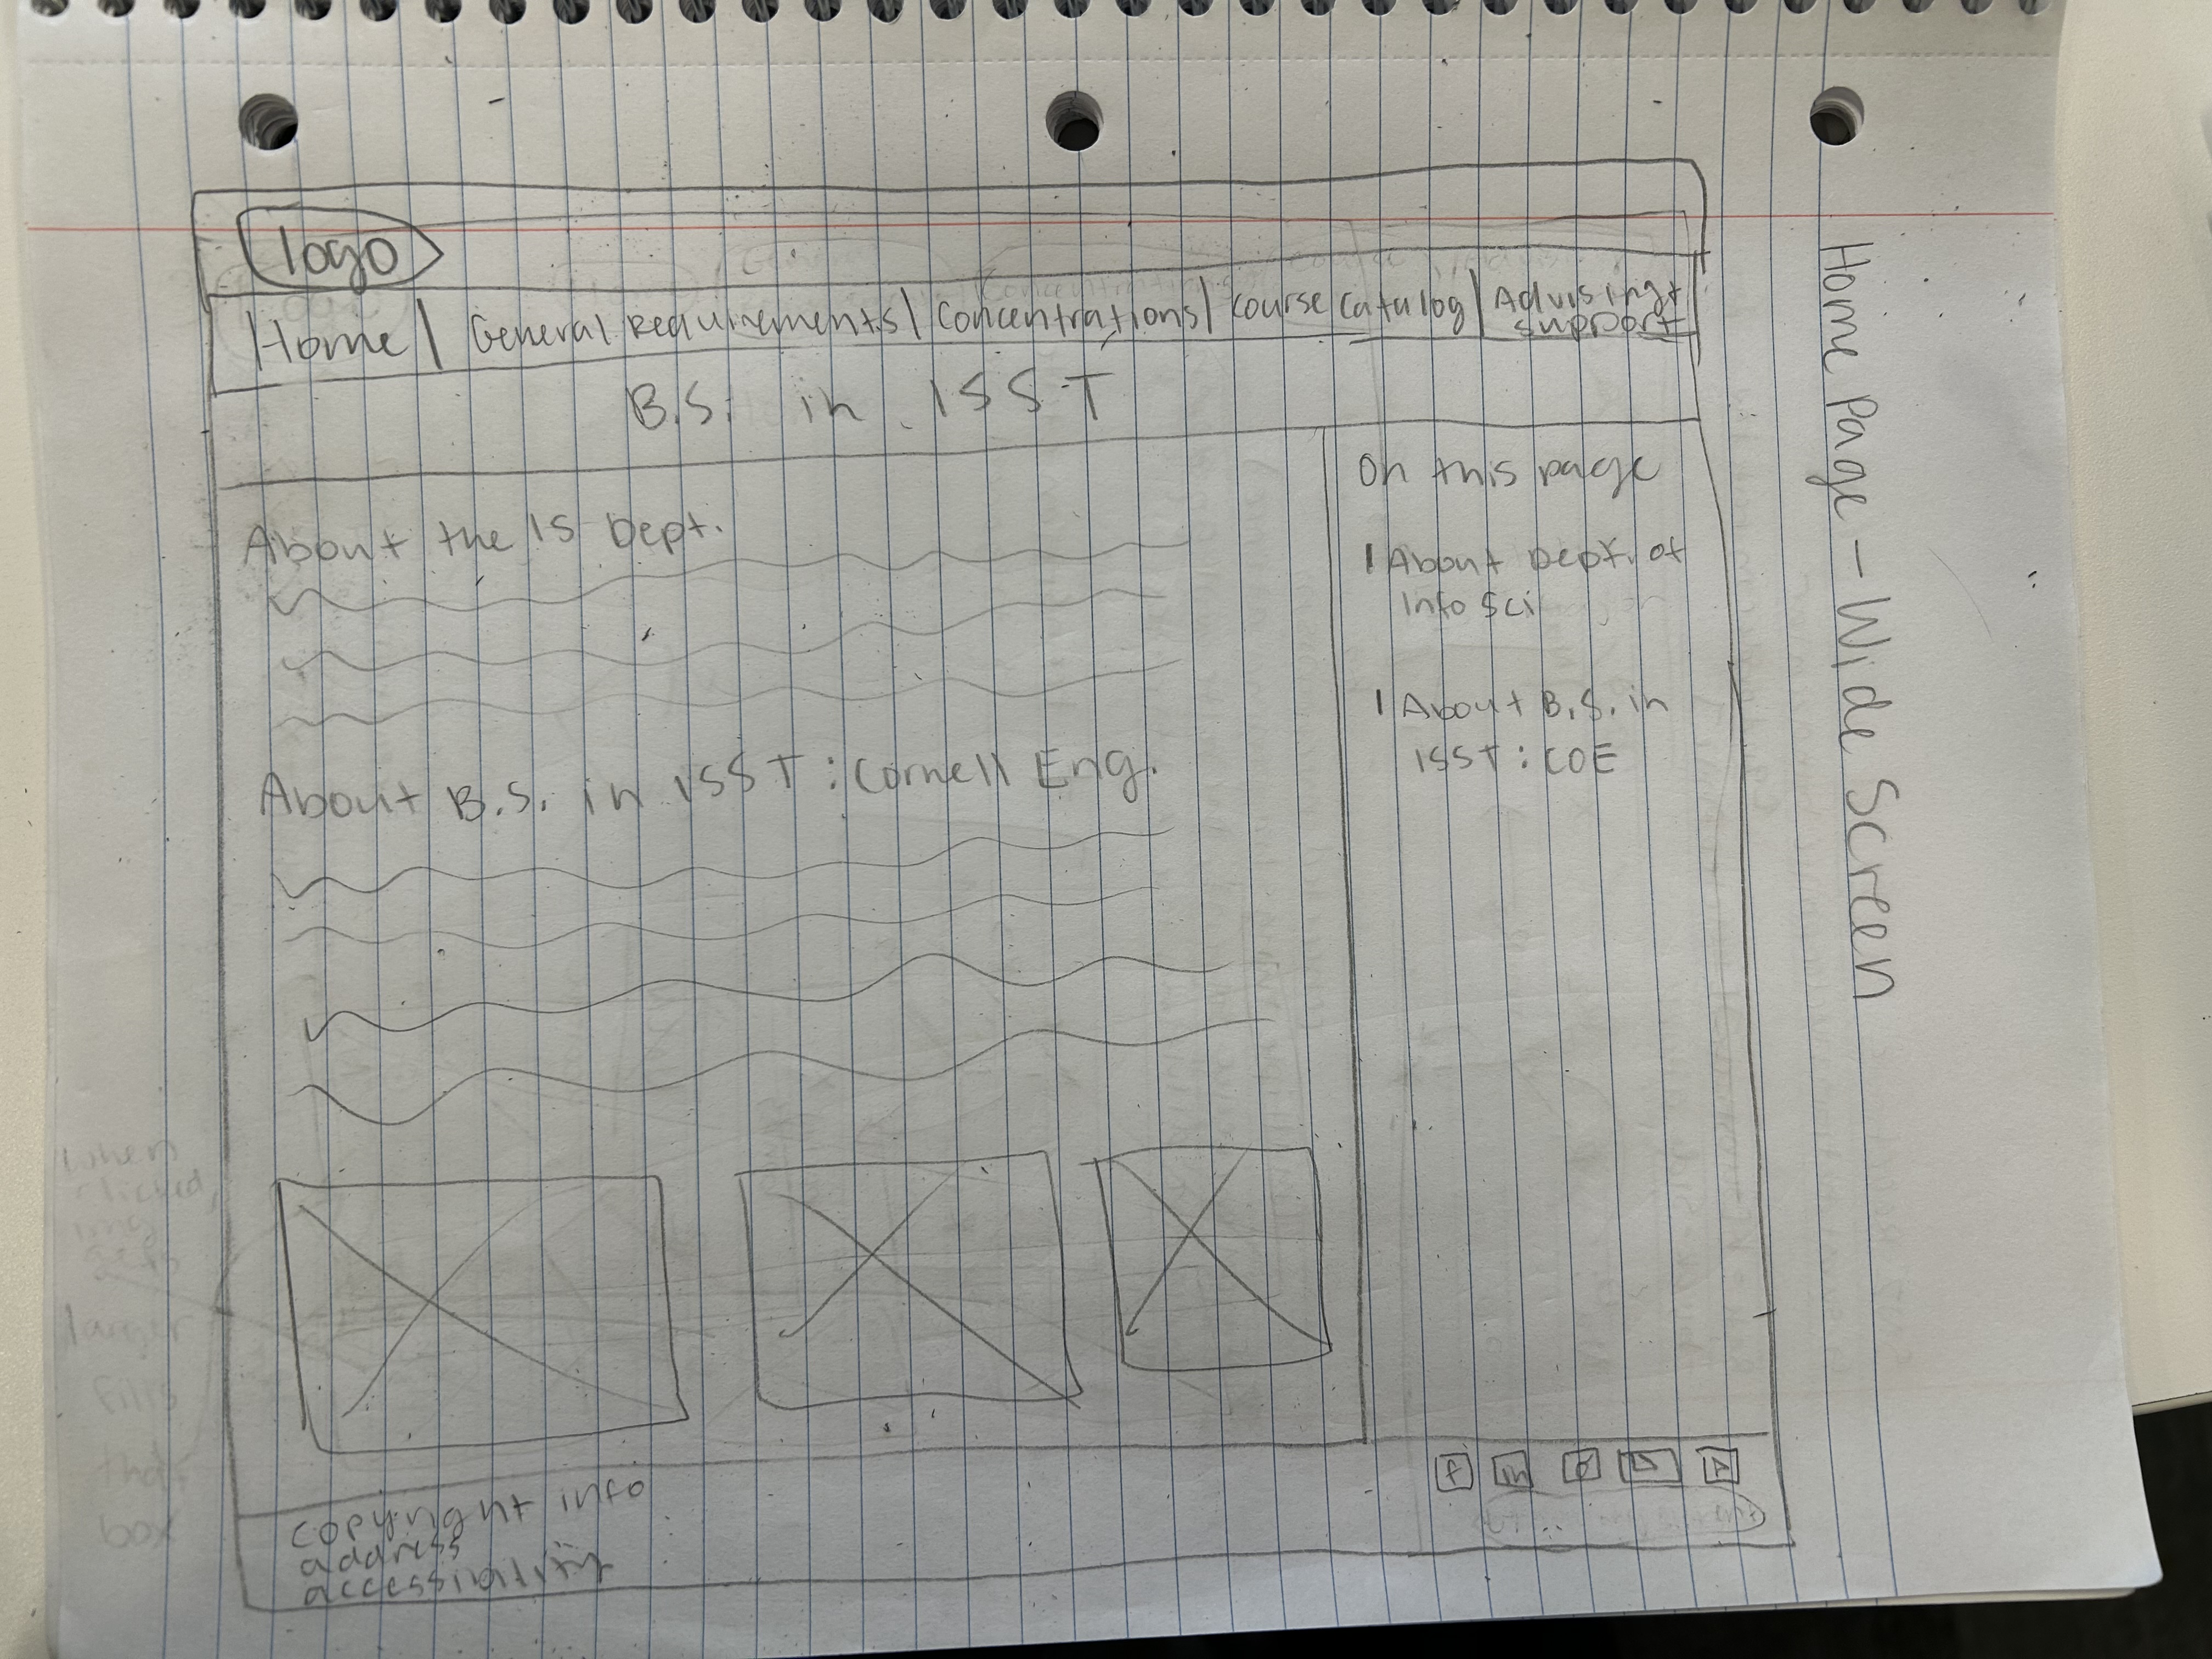 Home Page - Wide Screen
logo
Home | General Requirements | Concentrations | Course Catalog | Advising + Support
B.S. in ISST
About the IS Dept.
On this page
| About Dept. of
Info Sci
About B.S. in ISST: Cornell Eng.
| About B.S. in
ISST: COE
copyright info
address
accessinality
f
in